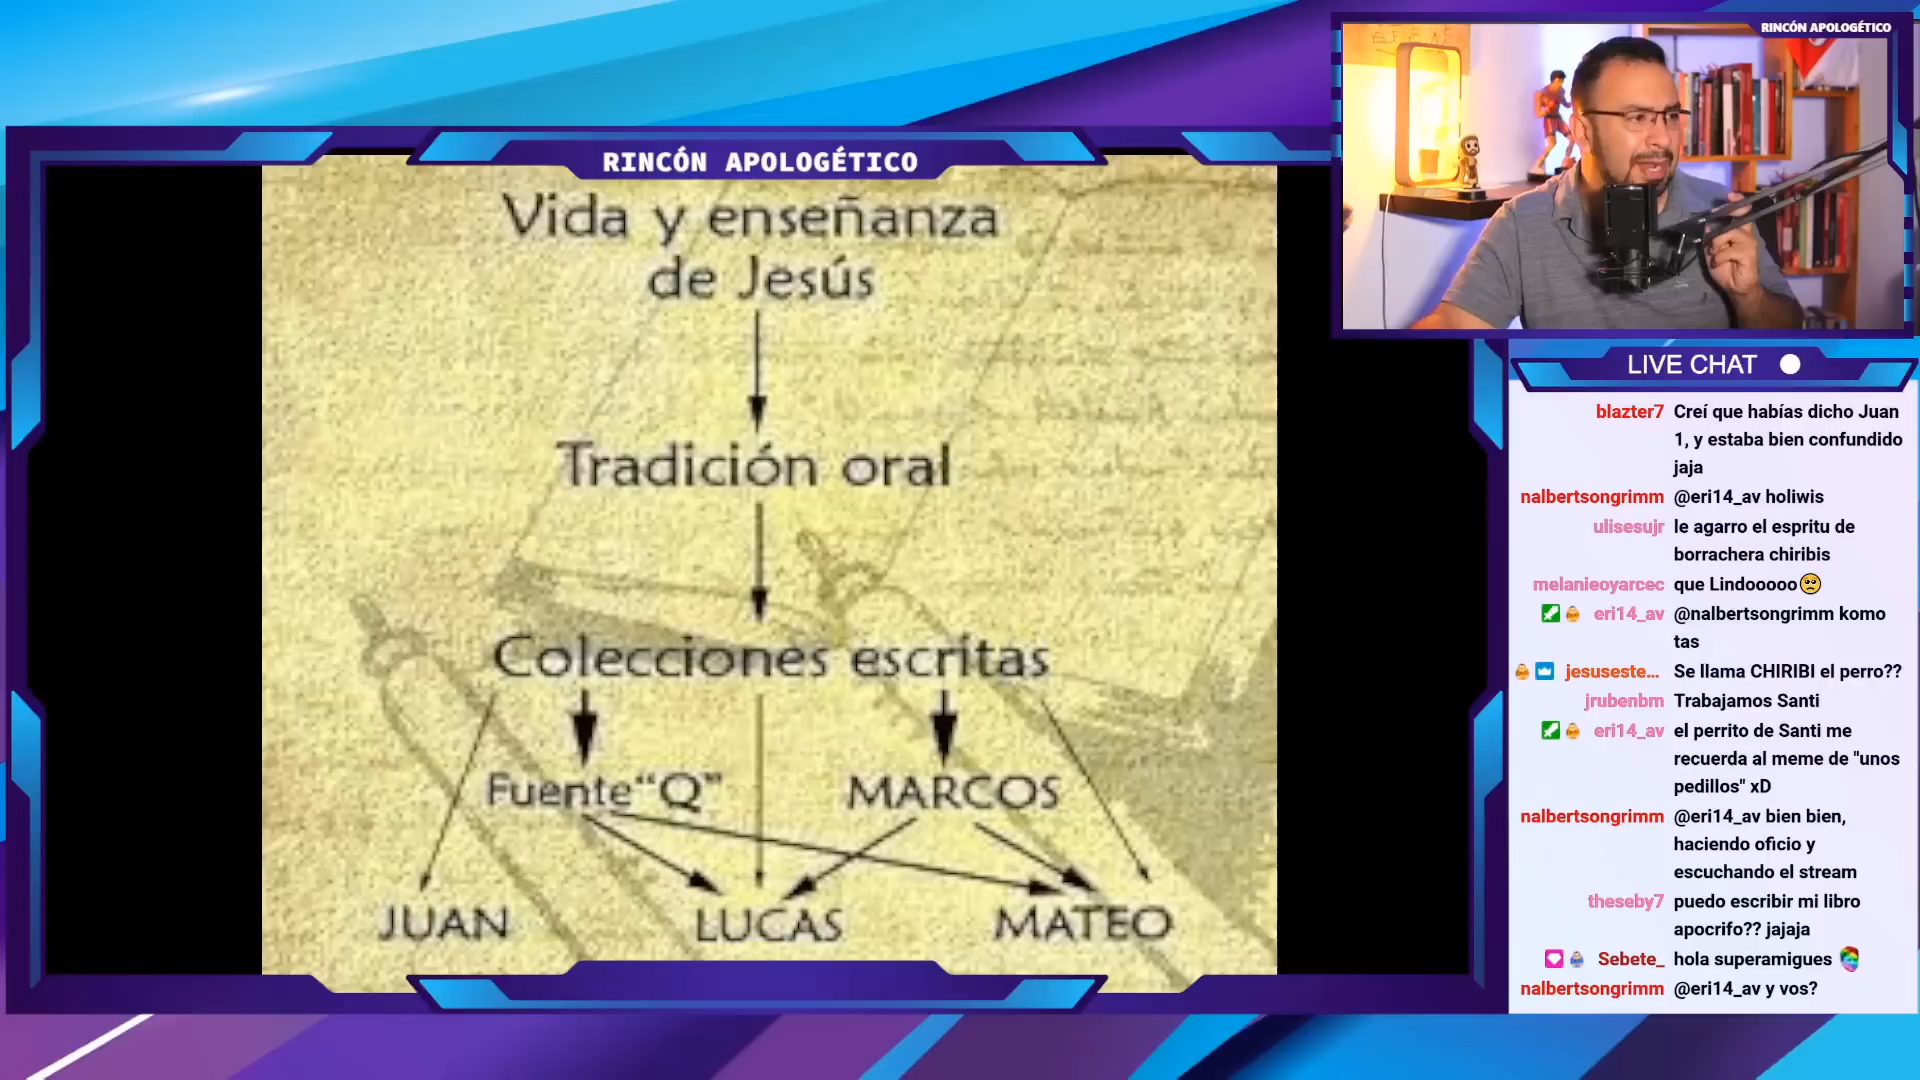 RINCÓN APOLOGÉTICO
RINCÓN APOLOGÉTICO
Vida y enseñanza
de Jesús
Tradición oral
Colecciones escritas
Fuente“Q” MARCOS
JUAN LUCAS MATEO
LIVE CHAT
blazter7 Creí que habías dicho Juan
1, y estaba bien confundido
jaja
nalbertsongrimm @eri14_av holiwis
ulisesujr le agarro el espritu de
borrachera chiribis
melanieoyarcec que Lindooooo🥺
eri14_av @nalbertsongrimm komo
tas
jesuseste... Se llama CHIRIBI el perro??
jrubenbm Trabajamos Santi
eri14_av el perrito de Santi me
recuerda al meme de "unos
pedillos" xD
nalbertsongrimm @eri14_av bien bien,
haciendo oficio y
escuchando el stream
theseby7 puedo escribir mi libro
apocrifo?? jajaja
Sebete_ hola superamigues
nalbertsongrimm @eri14_av y vos?